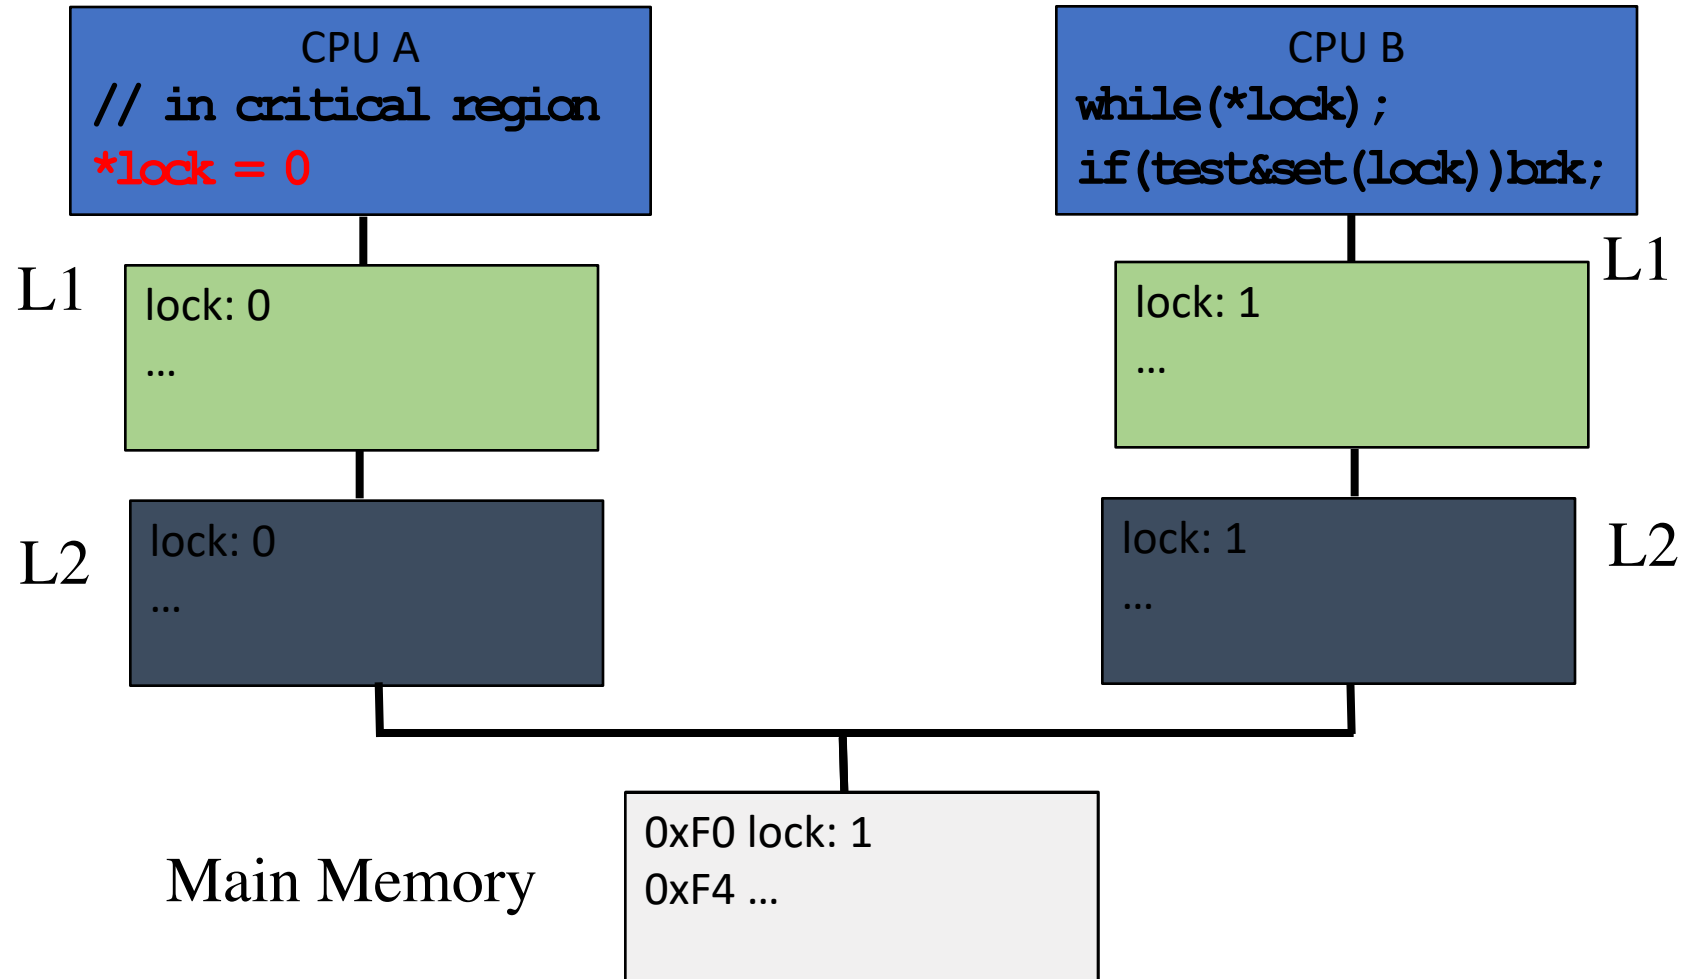 CPU A
// in critical region
*lock = 0
CPU B
while(*lock);
if(test&set(lock))brk;
L1
lock: 0
...
lock: 1
...
L1
L2
lock: 0
...
lock: 1
...
L2
Main Memory
0xF0 lock: 1
0xF4 ...